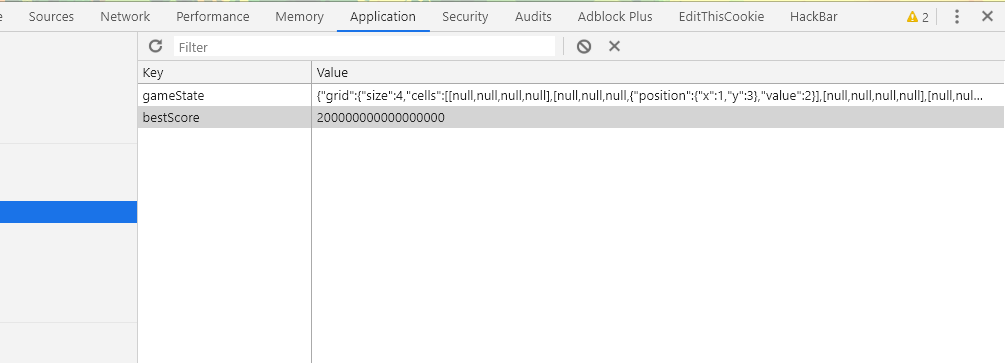 Sources Network Performance Memory Application Security Audits Adblock Plus EditThisCookie HackBar 2
Filter
Key Value
gameState {"grid":{"size":4,"cells":[[null,null,null,null],[null,null,null,{"position":{"x":1,"y":3},"value":2}],[null,null,null,null],[null,nul...
bestScore 200000000000000000